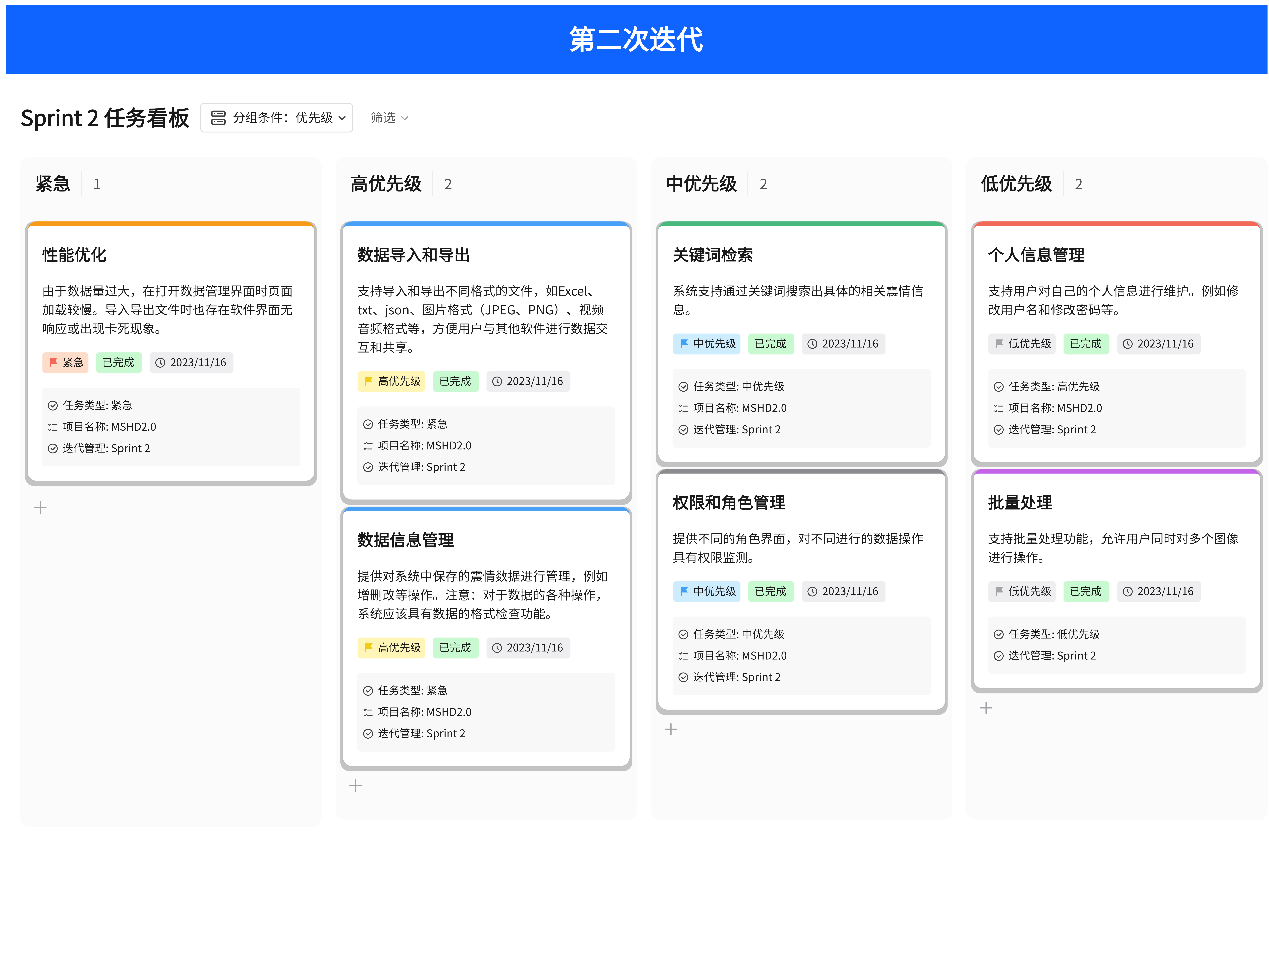 第二次迭代
Sprint 2 任务看板
分组条件：优先级
筛选
紧急 1
性能优化
由于数据量过大，在打开数据管理界面时页面
加载较慢。导入导出文件时也存在软件界面无
响应或出现卡死现象。
紧急 已完成 2023/11/16
任务类型: 紧急
项目名称: MSHD2.0
迭代管理: Sprint 2
高优先级 2
数据导入和导出
支持导入和导出不同格式的文件，如Excel、
txt、json、图片格式（JPEG、PNG）、视频
音频格式等，方便用户与其他软件进行数据交
互和共享。
高优先级 已完成 2023/11/16
任务类型: 紧急
项目名称: MSHD2.0
迭代管理: Sprint 2
数据信息管理
提供对系统中保存的震情数据进行管理，例如
增删改等操作。注意：对于数据的各种操作，
系统应该具有数据的格式检查功能。
高优先级 已完成 2023/11/16
任务类型: 紧急
项目名称: MSHD2.0
迭代管理: Sprint 2
中优先级 2
关键词检索
系统支持通过关键词搜索出具体的相关震情信
息。
中优先级 已完成 2023/11/16
任务类型: 中优先级
项目名称: MSHD2.0
迭代管理: Sprint 2
权限和角色管理
提供不同的角色界面，对不同进行的数据操作
具有权限监测。
中优先级 已完成 2023/11/16
任务类型: 中优先级
项目名称: MSHD2.0
迭代管理: Sprint 2
低优先级 2
个人信息管理
支持用户对自己的个人信息进行维护。例如修
改用户名和修改密码等。
低优先级 已完成 2023/11/16
任务类型: 高优先级
项目名称: MSHD2.0
迭代管理: Sprint 2
批量处理
支持批量处理功能，允许用户同时对多个图像
进行操作。
低优先级 已完成 2023/11/16
任务类型: 低优先级
迭代管理: Sprint 2